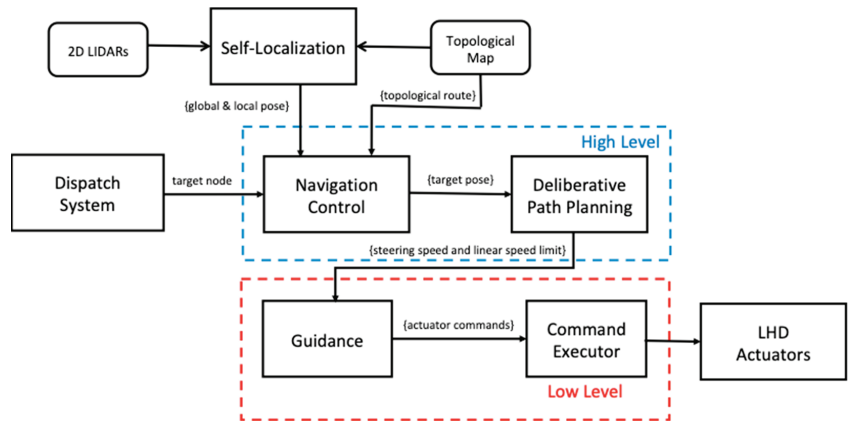 2D LIDARs
Self-Localization
Topological
Map
{global & local pose}
{topological route}
High Level
Dispatch
System
target node
Navigation
Control
{target pose}
Deliberative
Path Planning
{steering speed and linear speed limit}
Guidance
{actuator commands}
Command
Executor
LHD
Actuators
Low Level